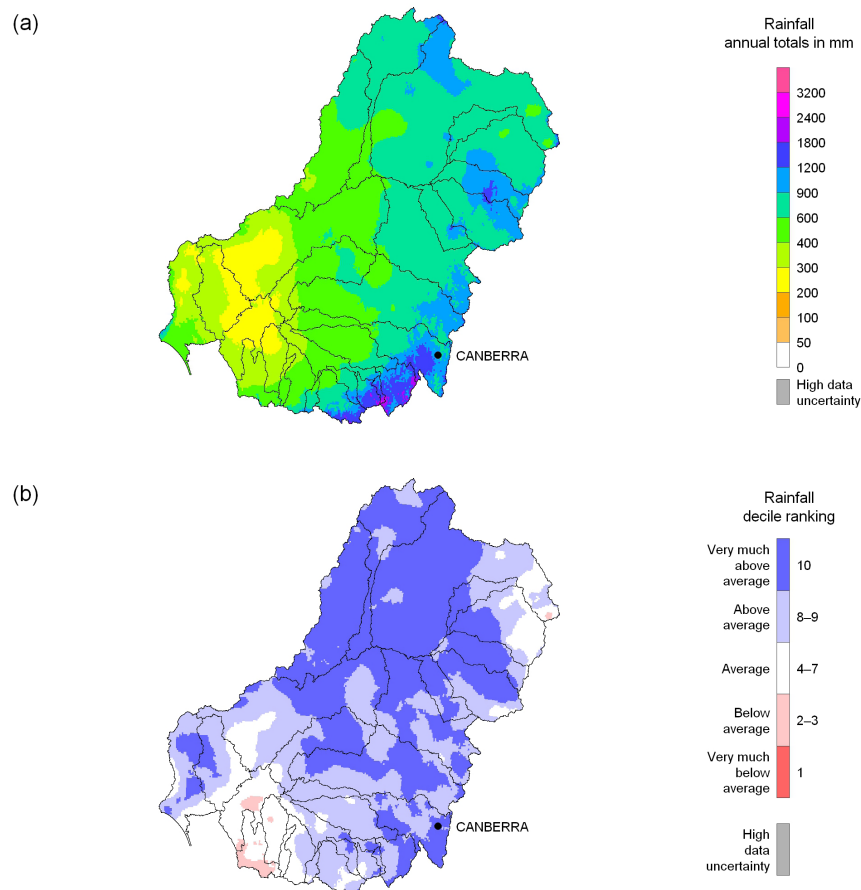 (a)
Rainfall
annual totals in mm
3200
2400
1800
1200
900
600
400
300
200
100
50
0
High data
uncertainty
CANBERRA
(b)
Rainfall
decile ranking
Very much
above
average
10
Above
average
8–9
Average
4–7
Below
average
2–3
Very much
below
average
1
High
data
uncertainty
CANBERRA